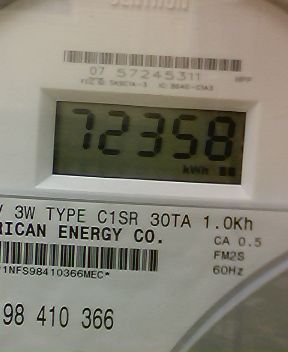 07 57245311
72358
kWh
V 3W TYPE C1SR 30TA 1.0Kh
RICAN ENERGY CO.
CA 0.5
FM2S
60Hz
1NFS98410366MEC*
98 410 366